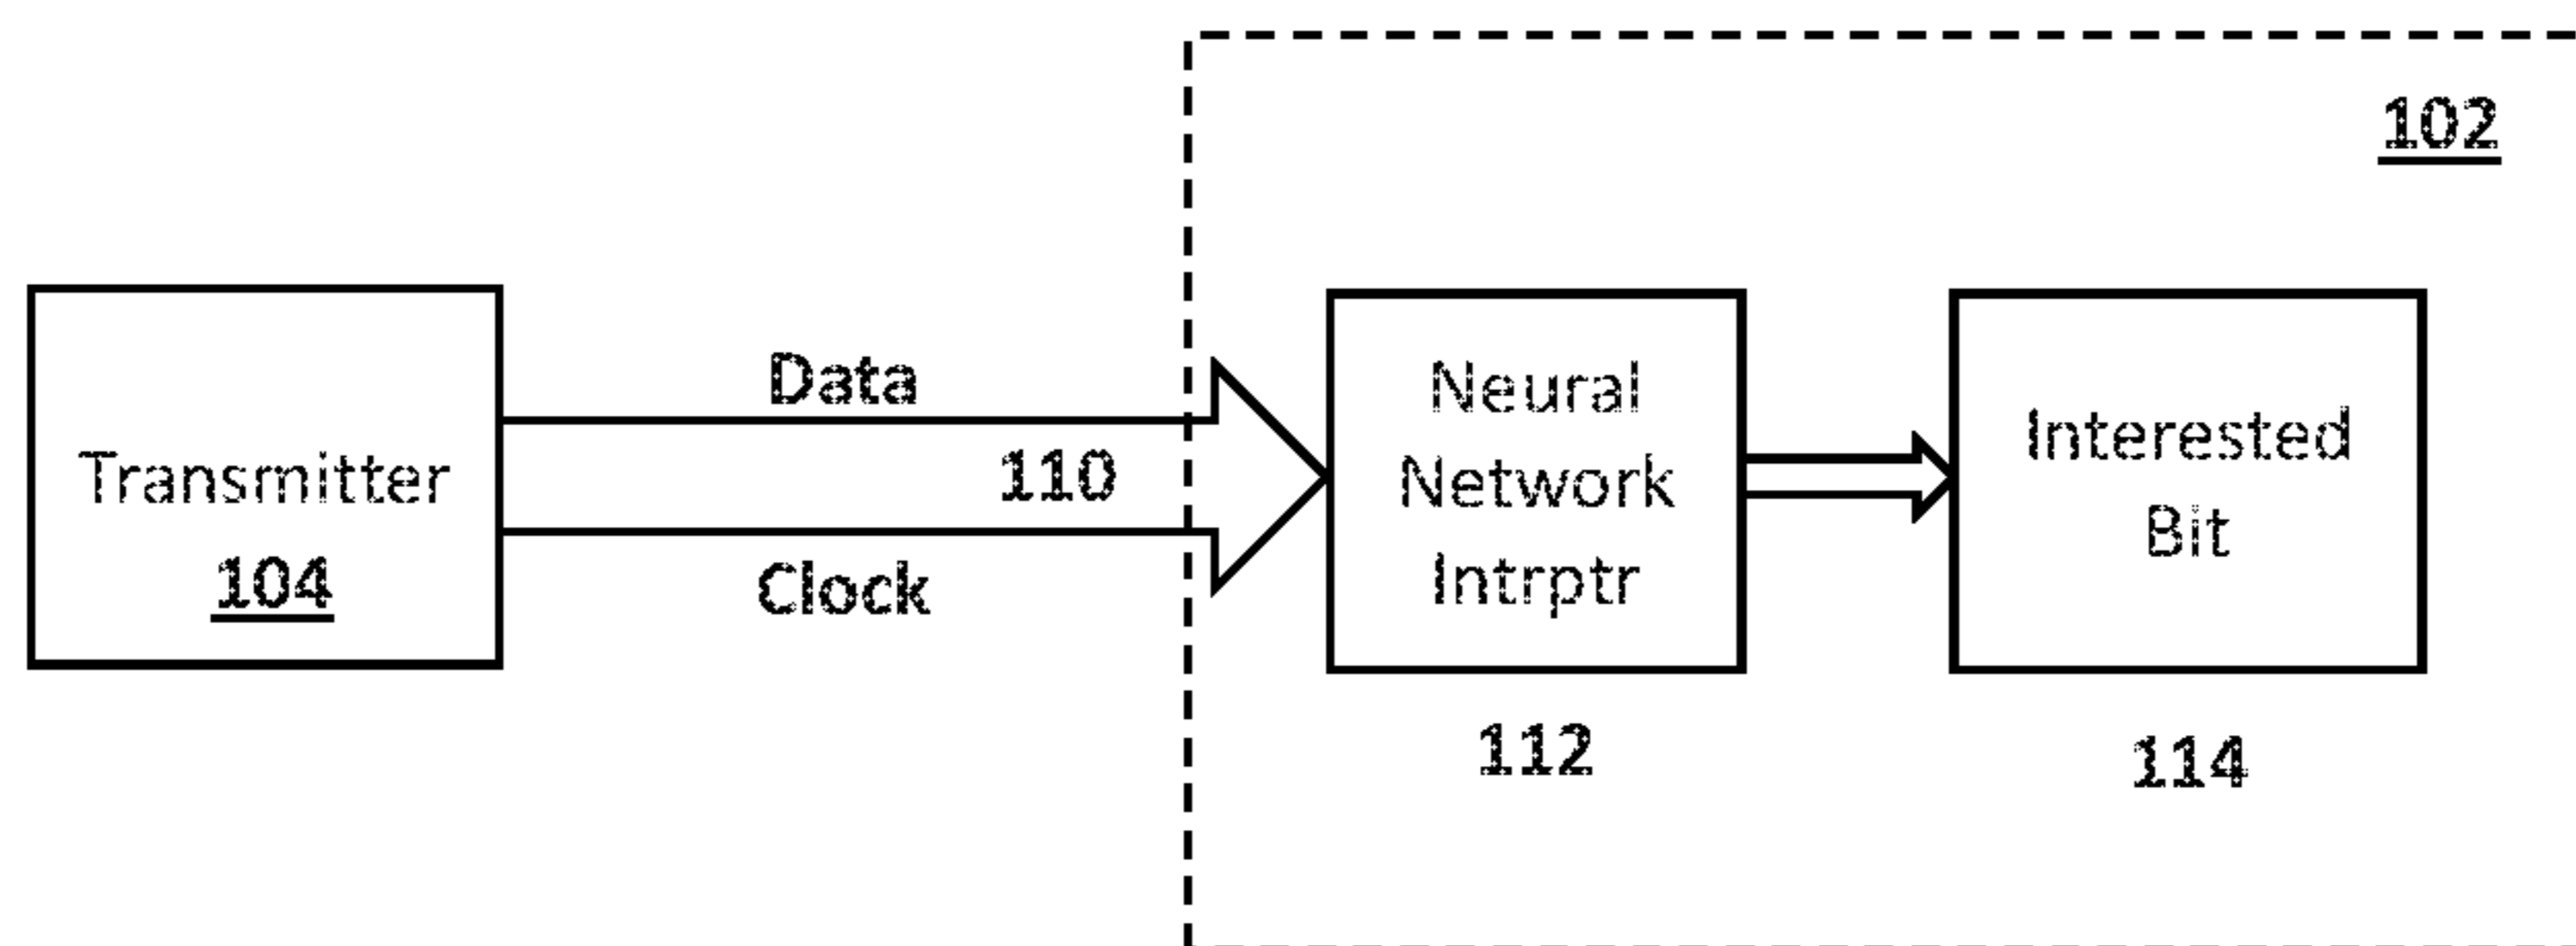 102
Transmitter
104
Data
110
Clock
Neural
Network
Intrptr
112
Interested
Bit
114